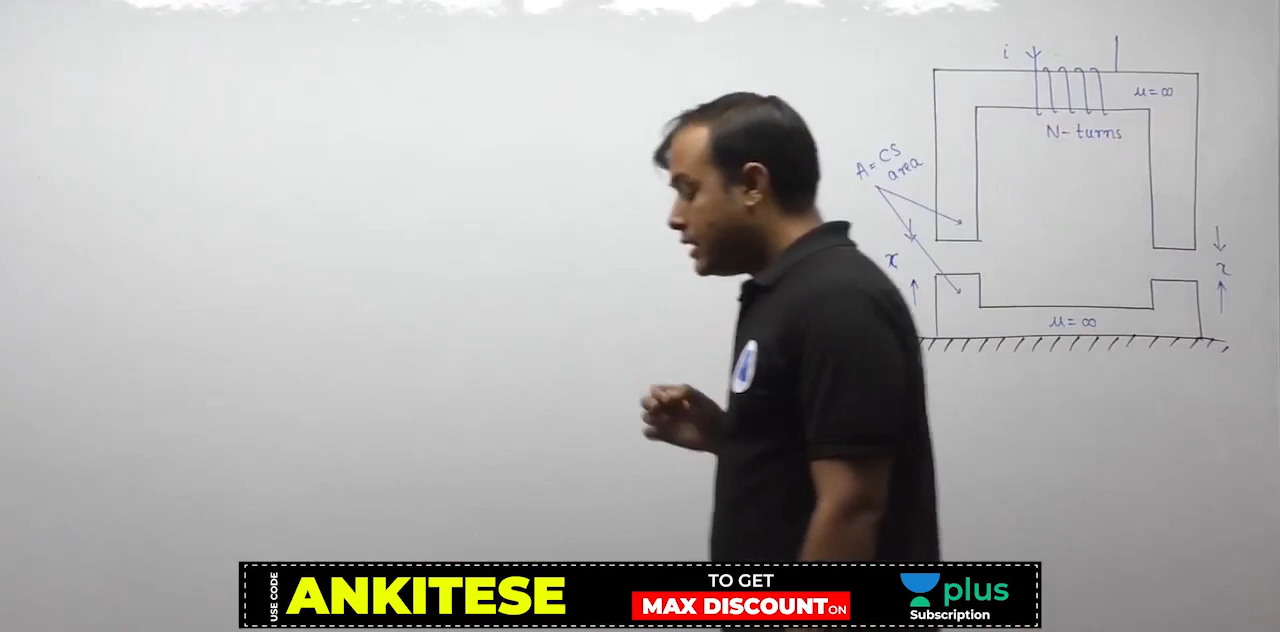 i
μ = ∞
N- turns
A = CS
area
x
x
μ = ∞
USE CODE
ANKITESE
TO GET
MAX DISCOUNT ON
plus
Subscription